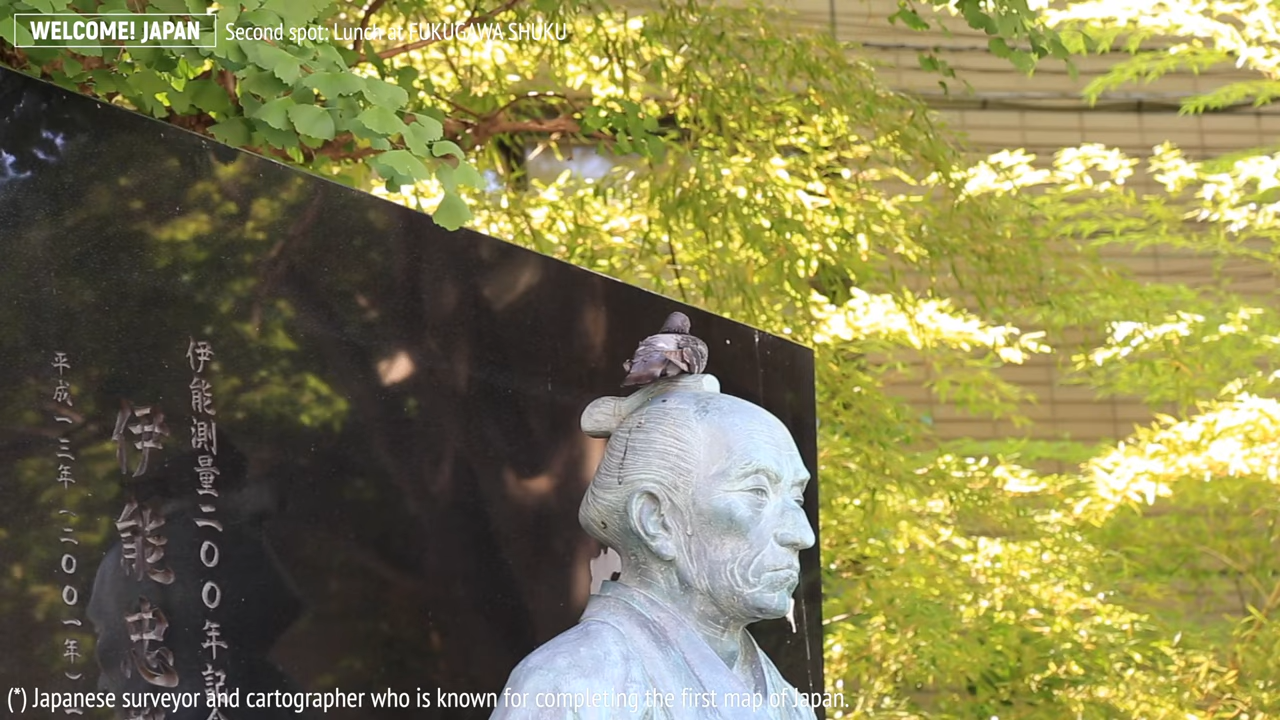 WELCOME! JAPAN
Second spot: Lunch at FUKUGAWA SHUKU
伊能測量二〇〇年記念
伊能忠
平成一三年(二〇〇一年)
(*) Japanese surveyor and cartographer who is known for completing the first map of Japan.